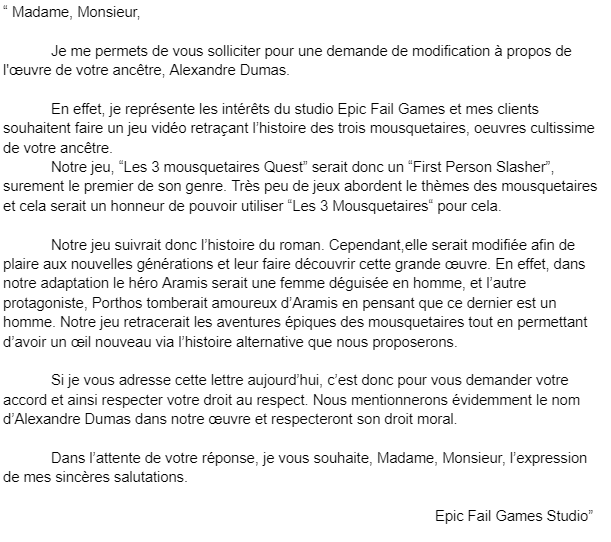 “ Madame, Monsieur,
Je me permets de vous solliciter pour une demande de modification à propos de
l'œuvre de votre ancêtre, Alexandre Dumas.
En effet, je représente les intérêts du studio Epic Fail Games et mes clients
souhaitent faire un jeu vidéo retraçant l’histoire des trois mousquetaires, oeuvres cultissime
de votre ancêtre.
Notre jeu, “Les 3 mousquetaires Quest” serait donc un “First Person Slasher”,
surement le premier de son genre. Très peu de jeux abordent le thèmes des mousquetaires
et cela serait un honneur de pouvoir utiliser “Les 3 Mousquetaires“ pour cela.
Notre jeu suivrait donc l’histoire du roman. Cependant,elle serait modifiée afin de
plaire aux nouvelles générations et leur faire découvrir cette grande œuvre. En effet, dans
notre adaptation le héro Aramis serait une femme déguisée en homme, et l’autre
protagoniste, Porthos tomberait amoureux d’Aramis en pensant que ce dernier est un
homme. Notre jeu retracerait les aventures épiques des mousquetaires tout en permettant
d’avoir un œil nouveau via l’histoire alternative que nous proposerons.
Si je vous adresse cette lettre aujourd’hui, c’est donc pour vous demander votre
accord et ainsi respecter votre droit au respect. Nous mentionnerons évidemment le nom
d’Alexandre Dumas dans notre œuvre et respecteront son droit moral.
Dans l’attente de votre réponse, je vous souhaite, Madame, Monsieur, l’expression
de mes sincères salutations.
Epic Fail Games Studio”